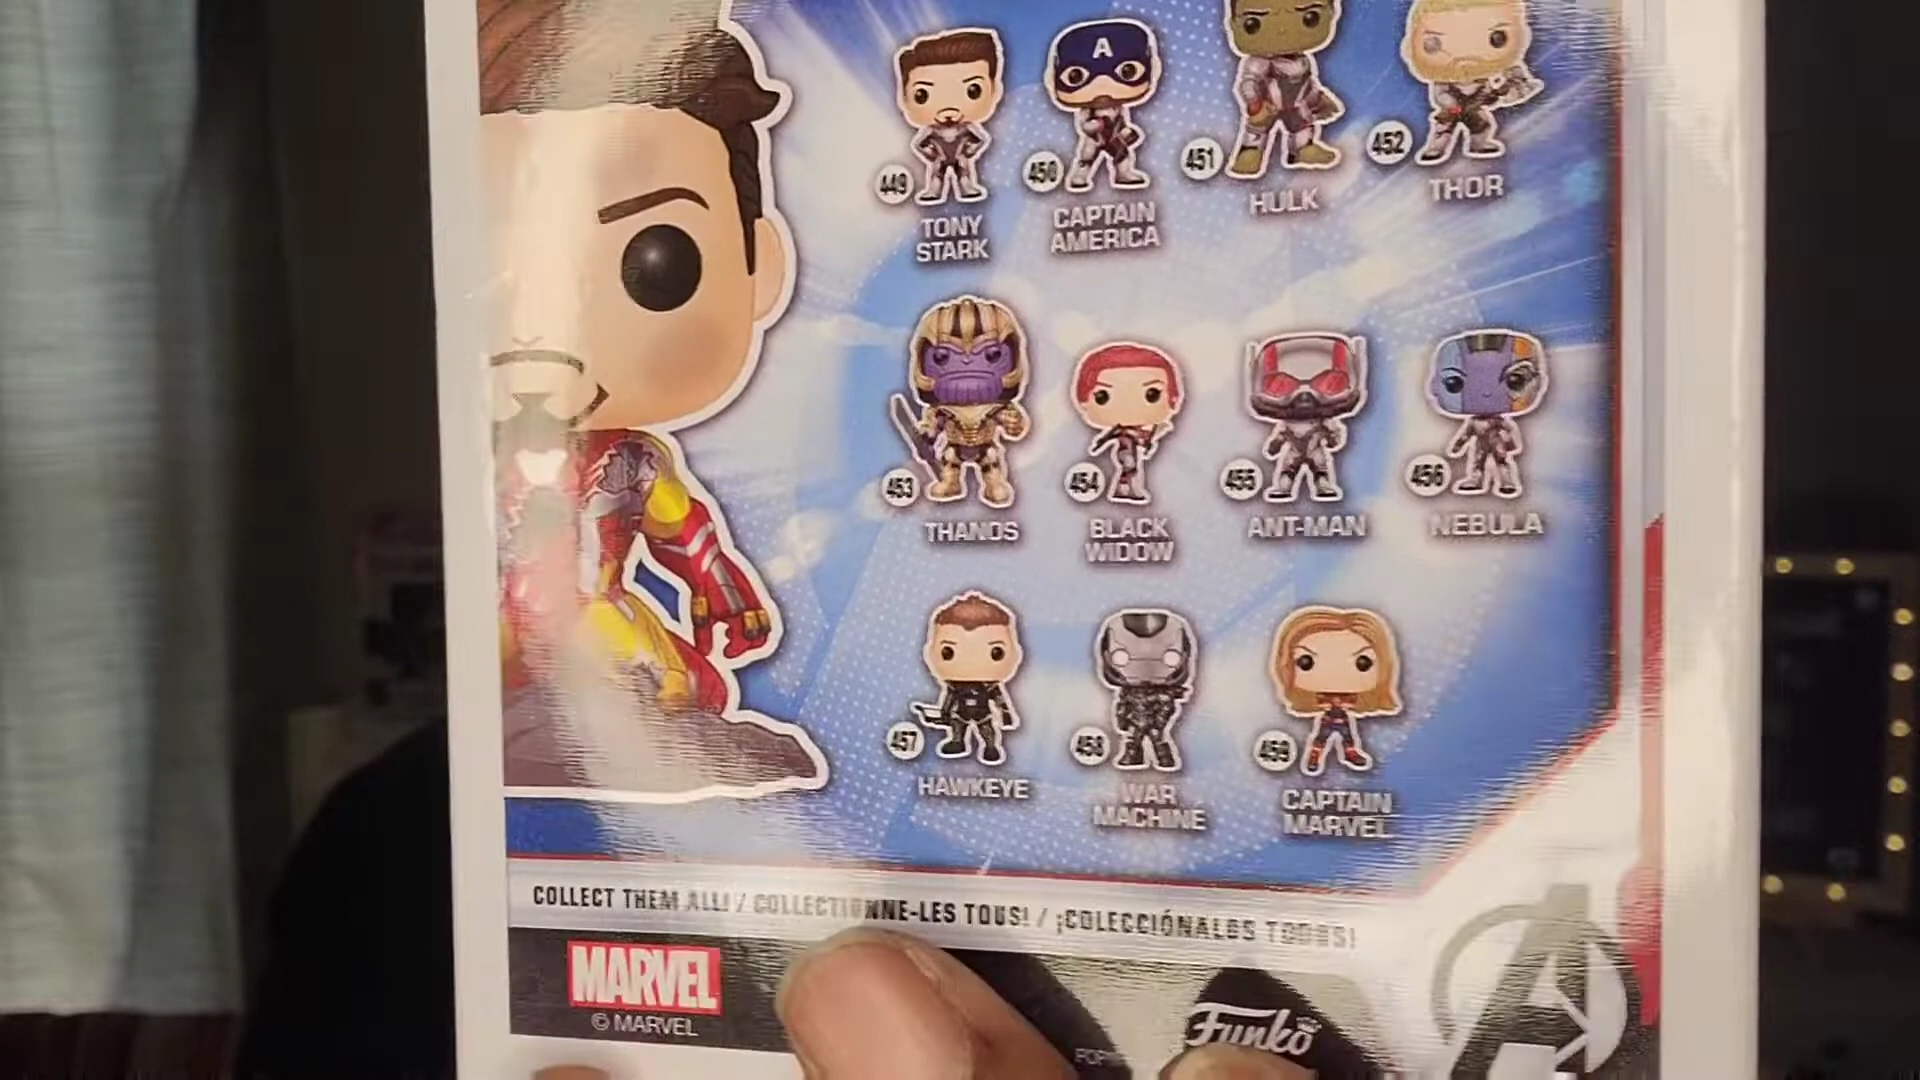 A
449
TONY
STARK
450
CAPTAIN
AMERICA
451
HULK
452
THOR
453
THANOS
454
BLACK
WIDOW
455
ANT-MAN
456
NEBULA
457
HAWKEYE
458
WAR
MACHINE
459
CAPTAIN
MARVEL
COLLECT THEM ALL! / COLLECTIONNE-LES TOUS! / ¡COLECCIÓNALOS TODOS!
MARVEL
© MARVEL
Funko